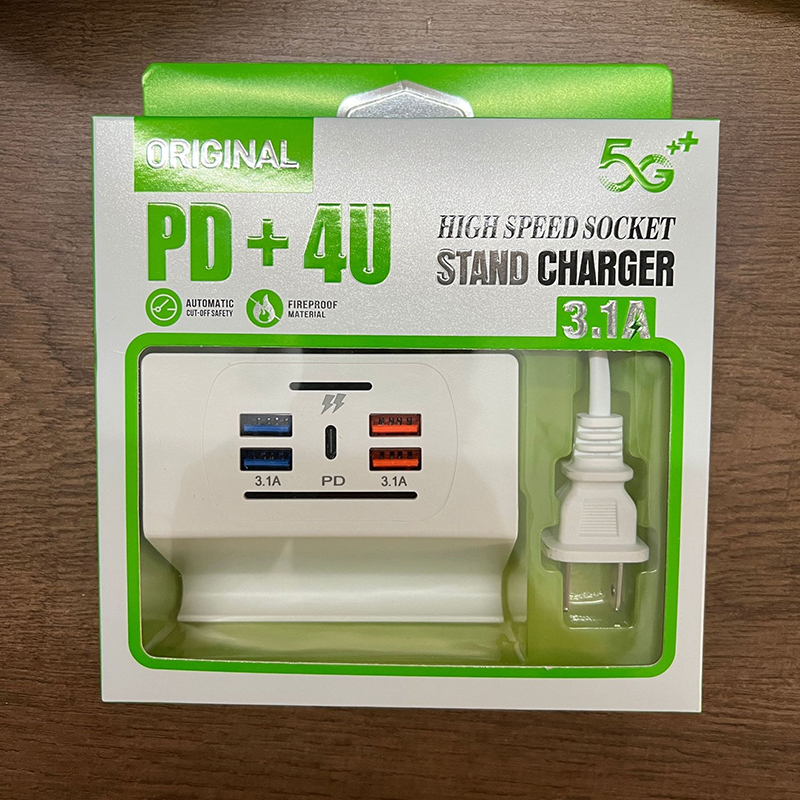 ORIGINAL
5G++
PD + 4U
HIGH SPEED SOCKET
STAND CHARGER
3.1A
AUTOMATIC
CUT-OFF SAFETY
FIREPROOF
MATERIAL
3.1A PD 3.1A